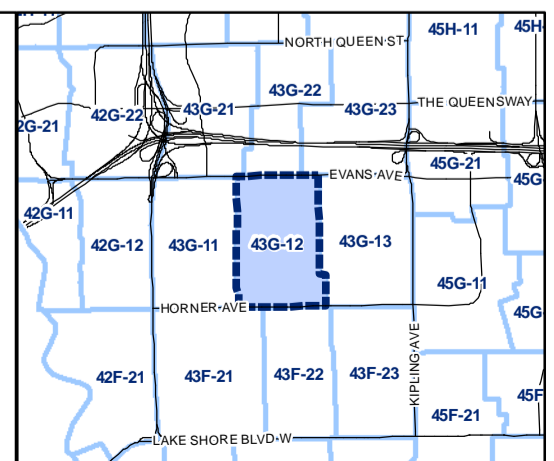 45H-11
45H-
NORTH QUEEN ST
43G-22
THE QUEENSWAY
43G-21
43G-23
42G-22
2G-21
45G-21
EVANS AVE
45G
42G-11
42G-12
43G-11
43G-12
43G-13
45G-11
HORNER AVE
45G
KIPLING AVE
42F-21
43F-21
43F-22
43F-23
45F
45F-21
LAKE SHORE BLVD W